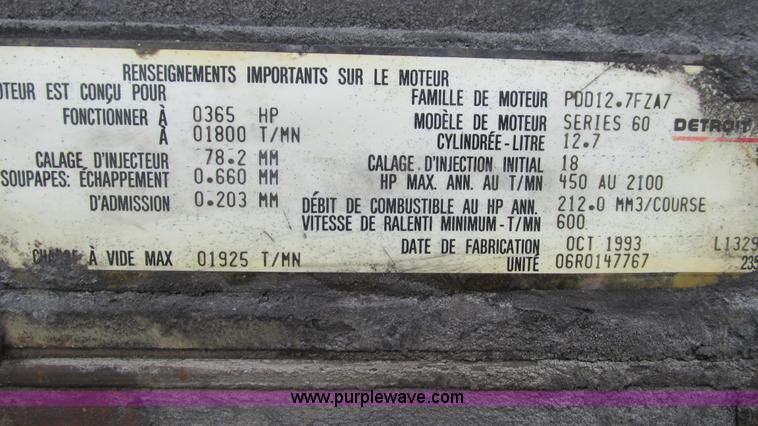 RENSEIGNEMENTS IMPORTANTS SUR LE MOTEUR
OTEUR EST CONÇU POUR
FONCTIONER À 0365 HP
À 01800 T/MN
CALAGE D'INJECTEUR 78.2 MM
SOUPAPES: ÉCHAPPEMENT 0.660 MM
D'ADMISSION 0.203 MM
CHARGE À VIDE MAX 01925 T/MN
FAMILLE DE MOTEUR PDD12.7FZA7
MODÈLE DE MOTEUR SERIES 60
CYLINDRÉE-LITRE 12.7
CALAGE D'INJECTION INITIAL 18
HP MAX. ANN. AU T/MN 450 AU 2100
DÉBIT DE COMBUSTIBLE AU HP ANN. 212.0 MM3/COURSE
VITESSE DE RALENTI MINIMUM-T/MN 600
DATE DE FABRICATION OCT 1993 L1329
UNITÉ 06R0147767 235
DETROIT
www.purplewave.com